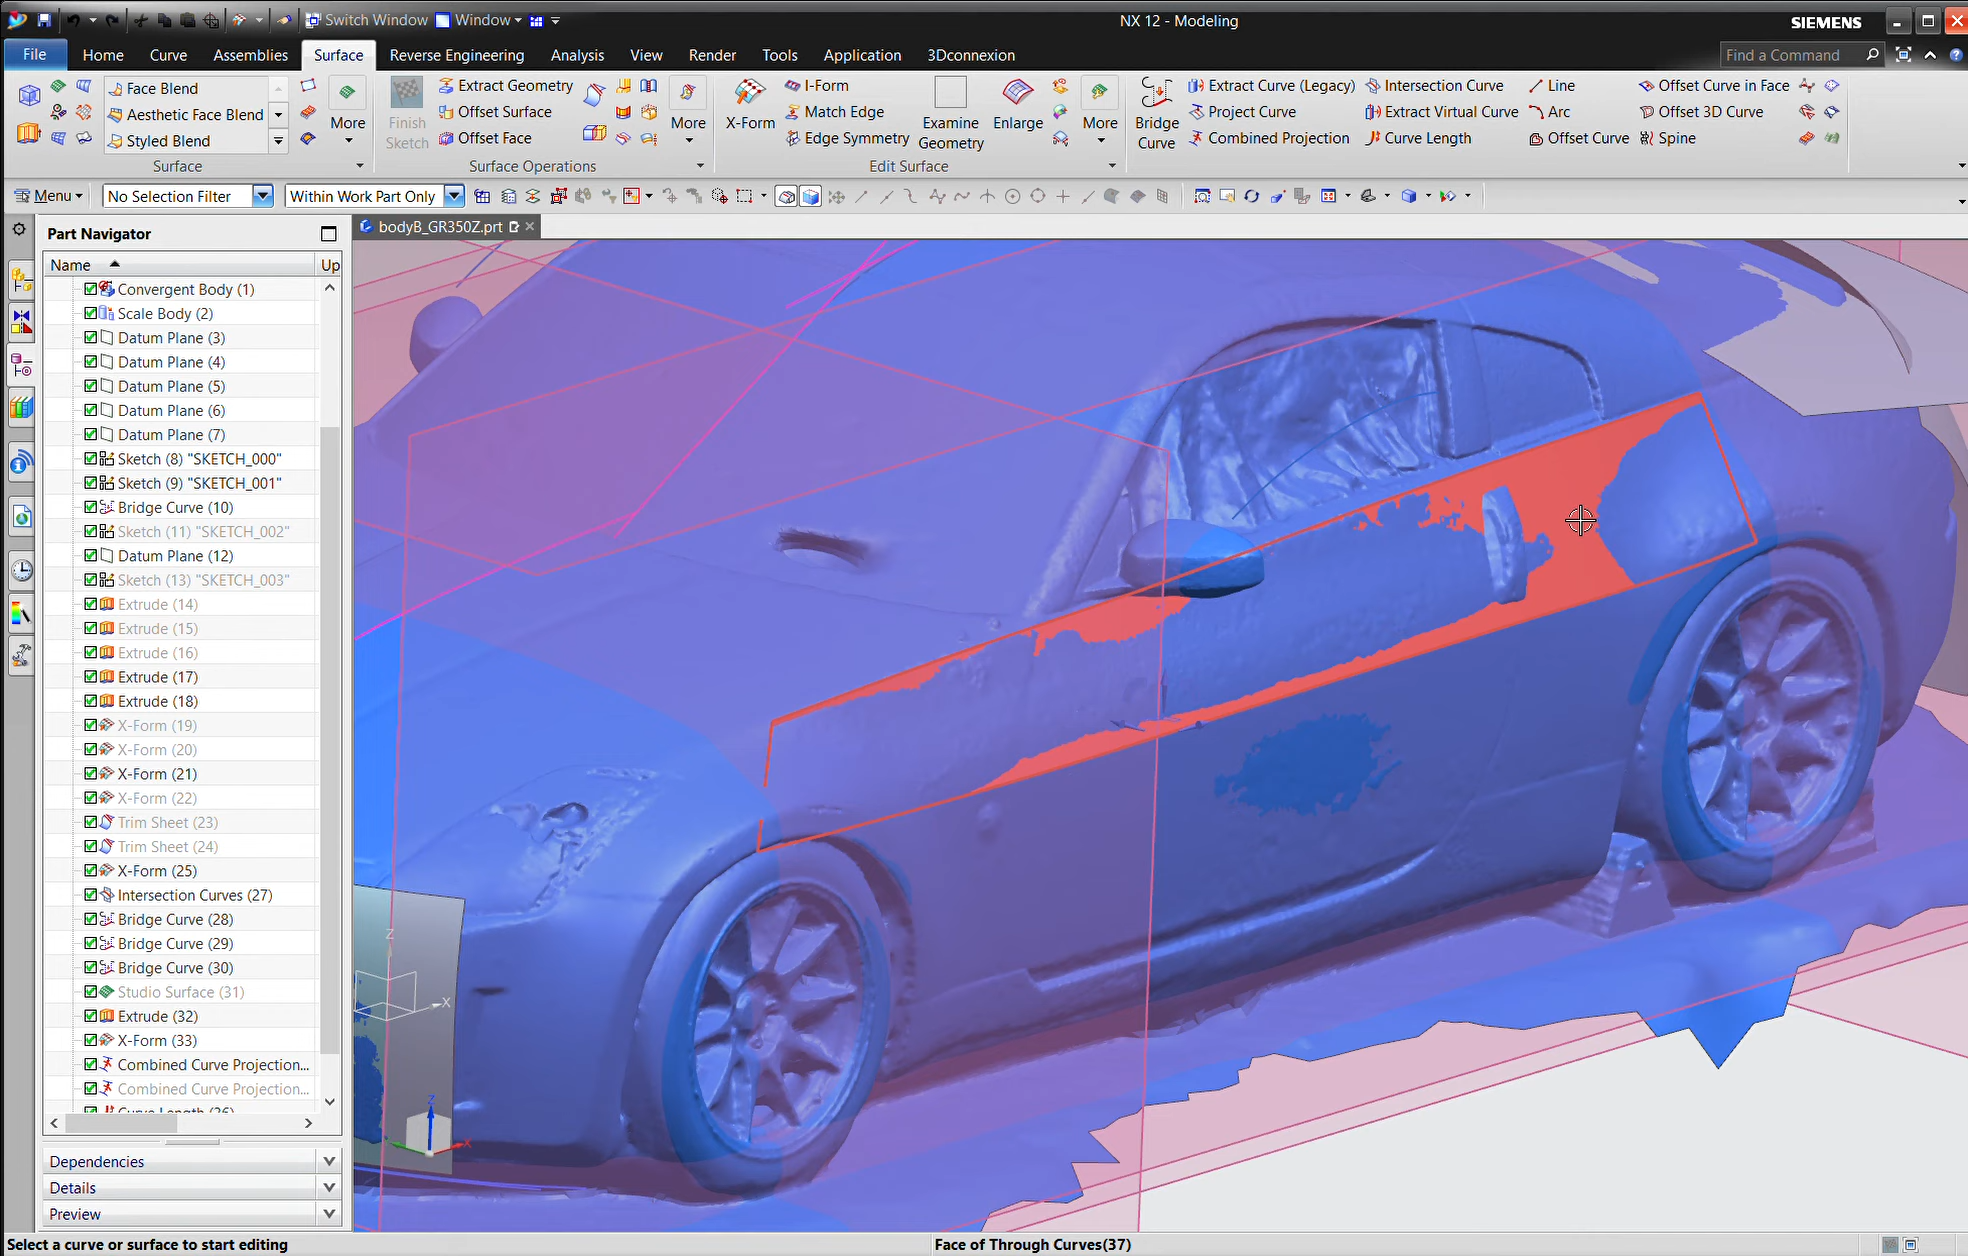 Switch Window Window
NX 12 - Modeling
SIEMENS
File Home Curve Assemblies Surface Reverse Engineering Analysis View Render Tools Application 3Dconnexion
Find a Command
Face Blend
Aesthetic Face Blend
Styled Blend
More
Surface
Finish Sketch
Extract Geometry
Offset Surface
Offset Face
More
Surface Operations
X-Form
I-Form
Match Edge
Edge Symmetry
Examine Geometry
Enlarge
More
Edit Surface
Bridge Curve
Extract Curve (Legacy)
Project Curve
Combined Projection
Intersection Curve
Extract Virtual Curve
Curve Length
Line
Arc
Offset Curve
Offset Curve in Face
Offset 3D Curve
Spine
Menu
No Selection Filter
Within Work Part Only
Part Navigator
bodyB_GR350Z.prt
Name Up
Convergent Body (1)
Scale Body (2)
Datum Plane (3)
Datum Plane (4)
Datum Plane (5)
Datum Plane (6)
Datum Plane (7)
Sketch (8) "SKETCH_000"
Sketch (9) "SKETCH_001"
Bridge Curve (10)
Sketch (11) "SKETCH_002"
Datum Plane (12)
Sketch (13) "SKETCH_003"
Extrude (14)
Extrude (15)
Extrude (16)
Extrude (17)
Extrude (18)
X-Form (19)
X-Form (20)
X-Form (21)
X-Form (22)
Trim Sheet (23)
Trim Sheet (24)
X-Form (25)
Intersection Curves (27)
Bridge Curve (28)
Bridge Curve (29)
Bridge Curve (30)
Studio Surface (31)
Extrude (32)
X-Form (33)
Combined Curve Projection...
Combined Curve Projection...
Curve Length (36)
Z
X
Z
X
Dependencies
Details
Preview
Select a curve or surface to start editing
Face of Through Curves(37)